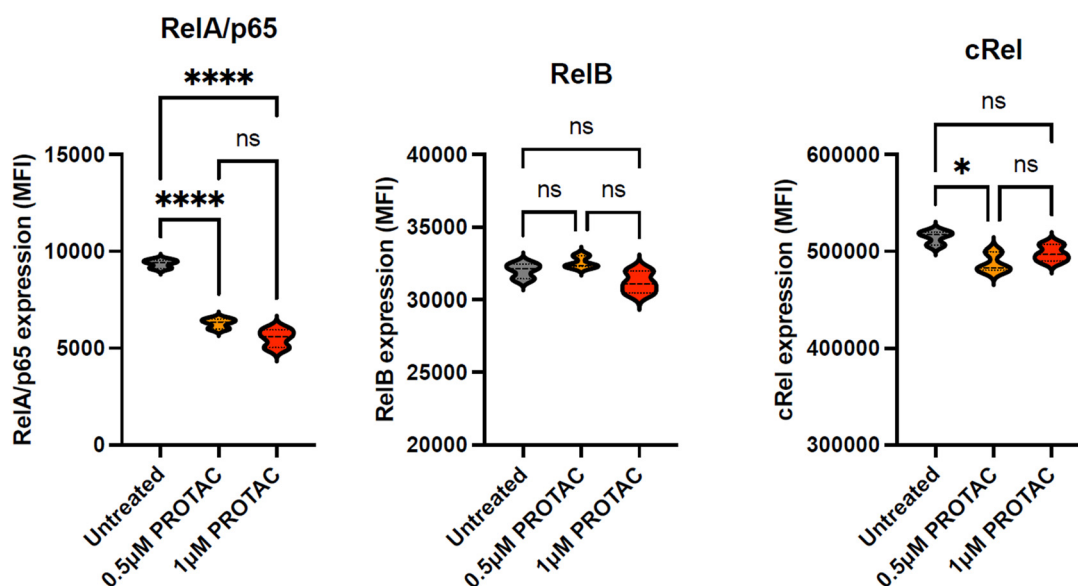 RelA/p65
****
ns
****
15000
10000
5000
0
RelA/p65 expression (MFI)
Untreated
0.5µM PROTAC
1µM PROTAC
RelB
ns
ns
ns
40000
35000
30000
25000
20000
RelB expression (MFI)
Untreated
0.5µM PROTAC
1µM PROTAC
cRel
ns
*
ns
600000
500000
400000
300000
cRel expression (MFI)
Untreated
0.5µM PROTAC
1µM PROTAC